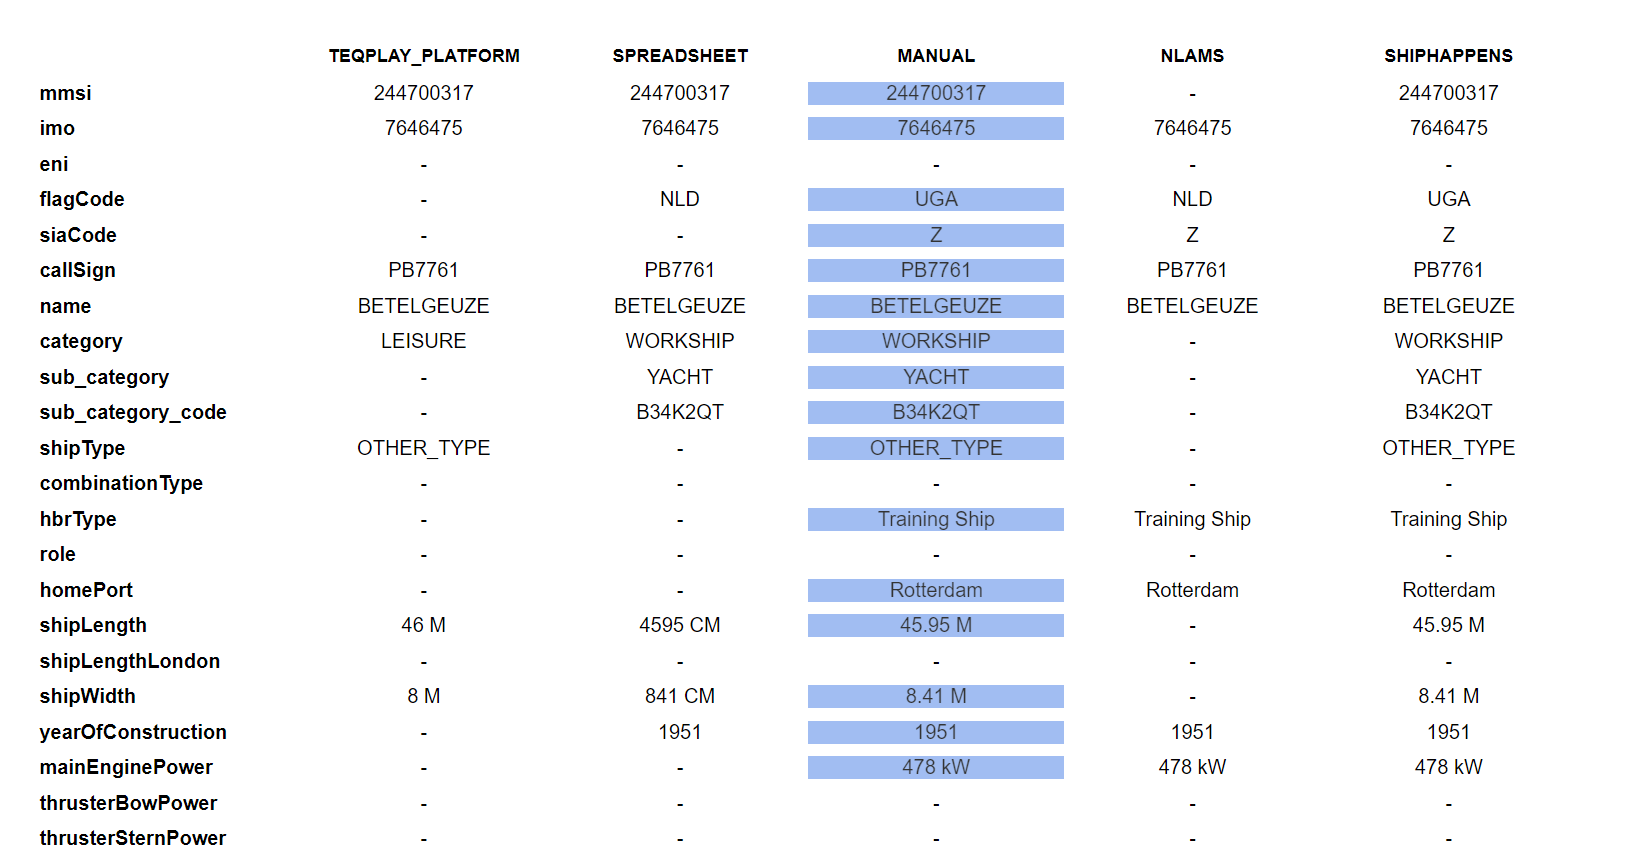 TEQPLAY_PLATFORM SPREADSHEET MANUAL NLAMS SHIPHAPPENS
mmsi 244700317 244700317 244700317 - 244700317
imo 7646475 7646475 7646475 7646475 7646475
eni - - - - -
flagCode - NLD UGA NLD UGA
siaCode - - Z Z Z
callSign PB7761 PB7761 PB7761 PB7761 PB7761
name BETELGEUZE BETELGEUZE BETELGEUZE BETELGEUZE BETELGEUZE
category LEISURE WORKSHIP WORKSHIP - WORKSHIP
sub_category - YACHT YACHT - YACHT
sub_category_code - B34K2QT B34K2QT - B34K2QT
shipType OTHER_TYPE - OTHER_TYPE - OTHER_TYPE
combinationType - - - - -
hbrType - - Training Ship Training Ship Training Ship
role - - - - -
homePort - - Rotterdam Rotterdam Rotterdam
shipLength 46 M 4595 CM 45.95 M - 45.95 M
shipLengthLondon - - - - -
shipWidth 8 M 841 CM 8.41 M - 8.41 M
yearOfConstruction - 1951 1951 1951 1951
mainEnginePower - - 478 kW 478 kW 478 kW
thrusterBowPower - - - - -
thrusterSternPower - - - - -